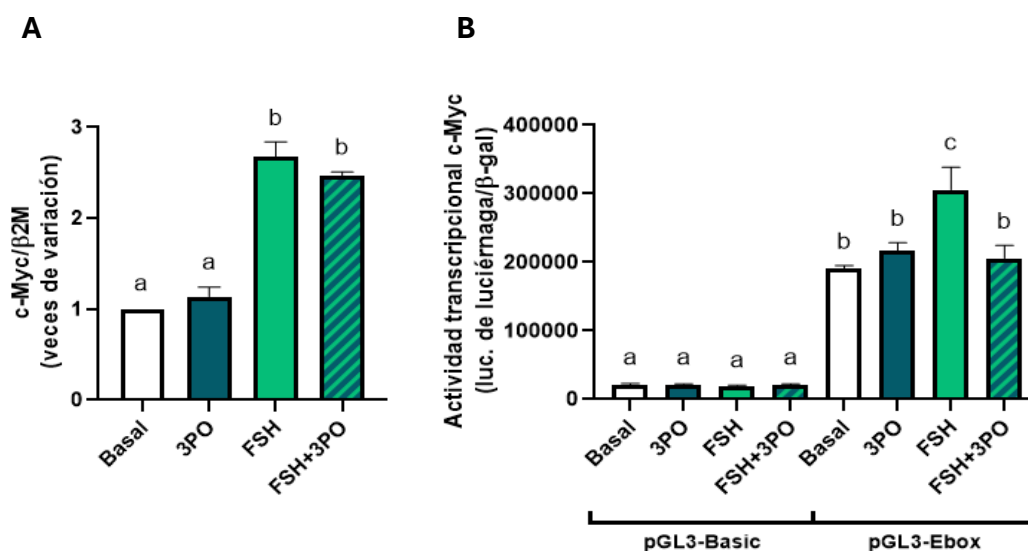 A
c-Myc/β2M
(veces de variación)
3
2
1
0
a
a
b
b
Basal
3PO
FSH
FSH+3PO
B
Actividad transcripcional c-Myc
(luc. de luciérnaga/β-gal)
400000
300000
200000
100000
0
a
a
a
a
b
b
c
b
Basal
3PO
FSH
FSH+3PO
Basal
3PO
FSH
FSH+3PO
pGL3-Basic
pGL3-Ebox